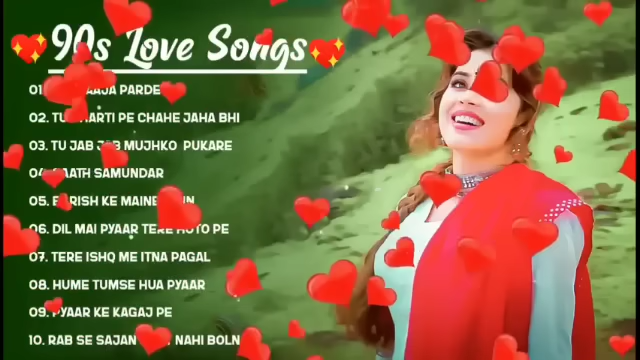 90s Love Songs
01. AAJA PARDE
02. DHARTI PE CHAHE JAHA BHI
03. TU JAB JAB MUJHKO PUKARE
04. SAATH SAMUNDAR
05. BARISH KE MAINE
06. DIL MAI PYAAR TERE HOTO PE
07. TERE ISHQ ME ITNA PAGAL
08. HUME TUMSE HUA PYAAR
09. PYAAR KE KAGAJ PE
10. RAB SE SAJAN NAHI BOLN